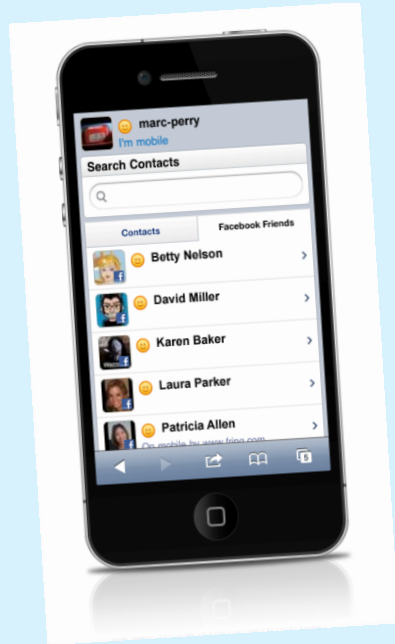 marc-perry
I'm mobile
Search Contacts
Contacts Facebook Friends
Betty Nelson
David Miller
Karen Baker
Laura Parker
Patricia Allen
On mobile by www.fring.com
5